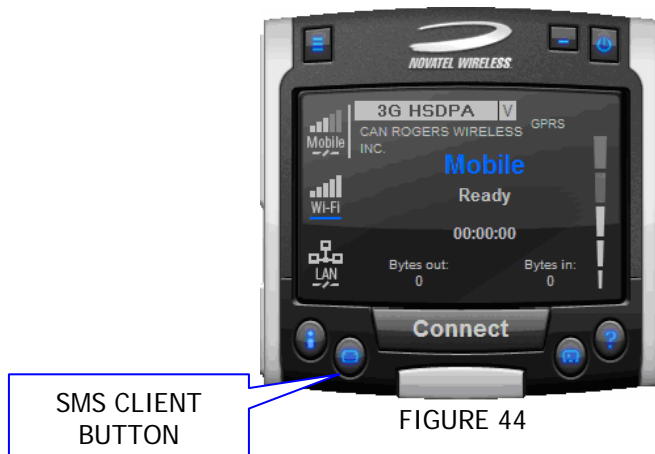 NOVATEL WIRELESS
3G HSDPA V
CAN ROGERS WIRELESS GPRS
INC.
Mobile
Mobile
Ready
Wi-Fi
00:00:00
LAN
Bytes out:
0
Bytes in:
0
Connect
i
?
SMS CLIENT
BUTTON
FIGURE 44